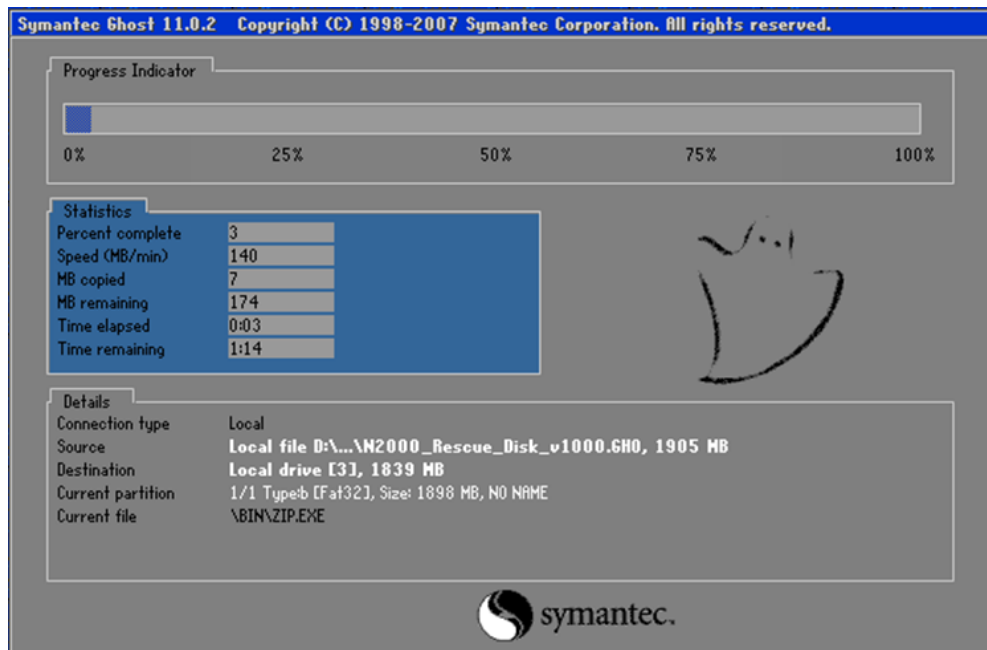 Symantec Ghost 11.0.2   Copyright (C) 1998-2007 Symantec Corporation. All rights reserved.
Progress Indicator
0% 25% 50% 75% 100%
Statistics
Percent complete 3
Speed (MB/min) 140
MB copied 7
MB remaining 174
Time elapsed 0:03
Time remaining 1:14
Details
Connection type Local
Source Local file D:\...\N2000_Rescue_Disk_v1000.GHO, 1905 MB
Destination Local drive [3], 1839 MB
Current partition 1/1 Type:b [Fat32], Size: 1898 MB, NO NAME
Current file \BIN\ZIP.EXE
symantec.